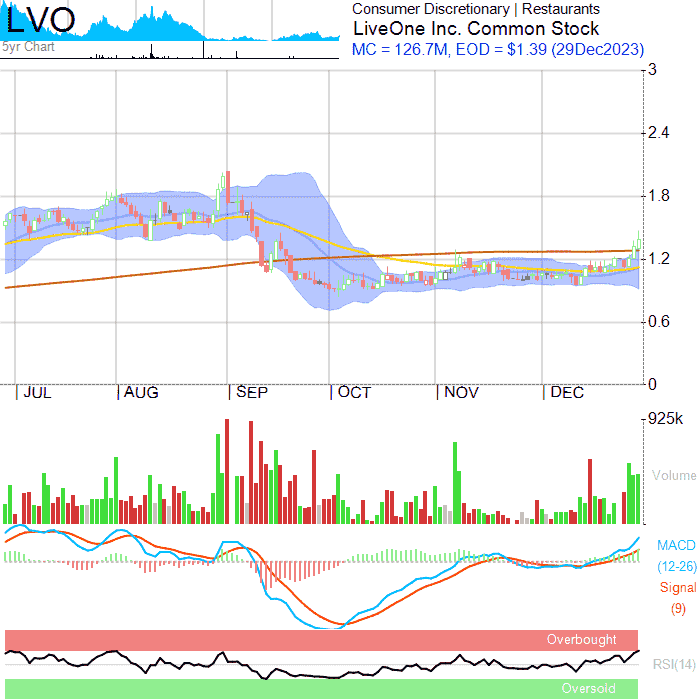 LVO
5yr Chart
Consumer Discretionary | Restaurants
LiveOne Inc. Common Stock
MC = 126.7M, EOD = $1.39 (29Dec2023)
3
2.4
1.8
1.2
0.6
0
JUL AUG SEP OCT NOV DEC
925k
Volume
MACD
(12-26)
Signal
(9)
Overbought
RSI(14)
Oversold